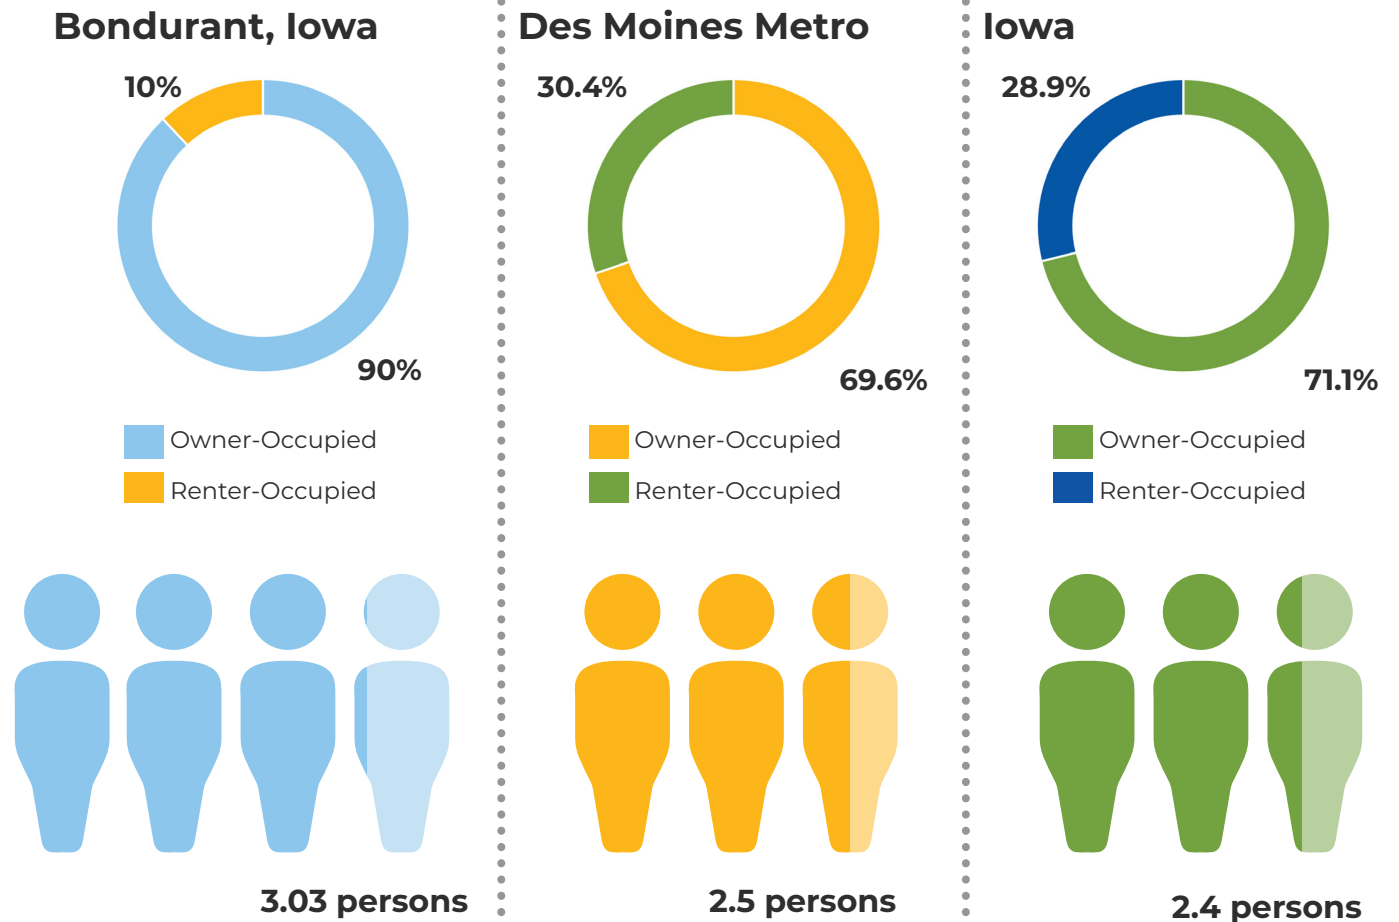 Bondurant, Iowa
10%
90%
Owner-Occupied
Renter-Occupied
3.03 persons
Des Moines Metro
30.4%
69.6%
Owner-Occupied
Renter-Occupied
2.5 persons
Iowa
28.9%
71.1%
Owner-Occupied
Renter-Occupied
2.4 persons